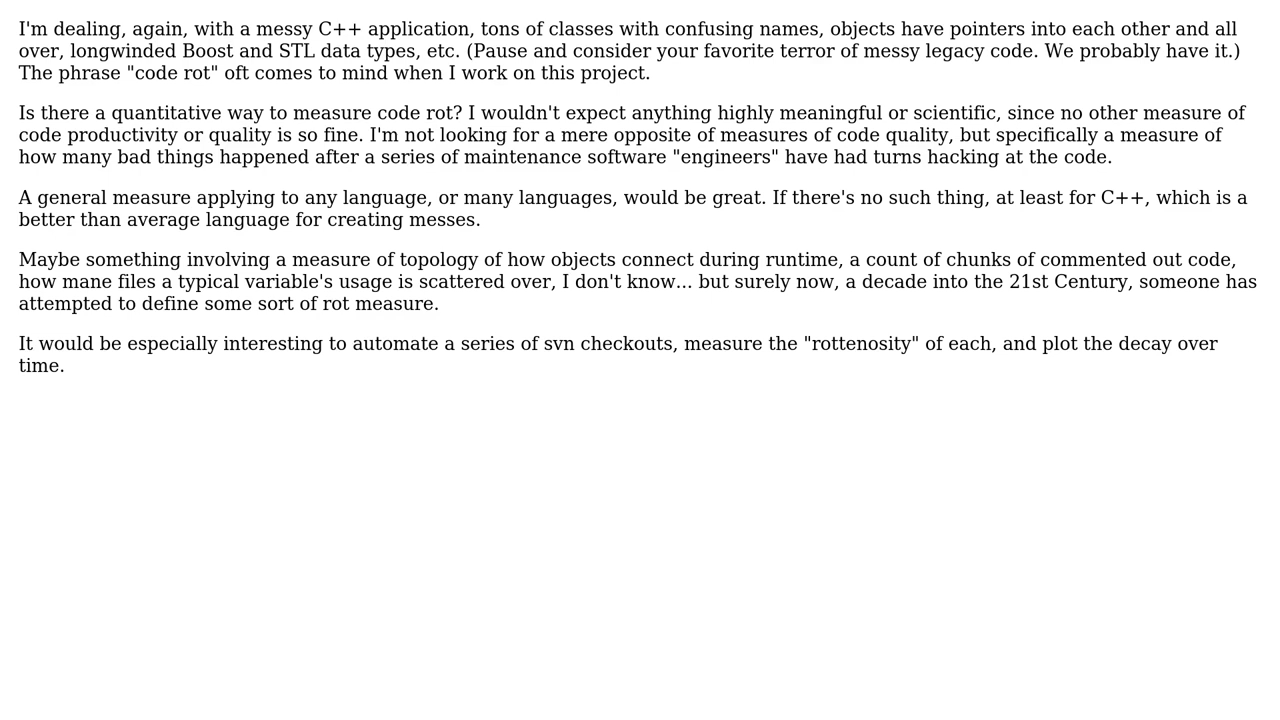 I'm dealing, again, with a messy C++ application, tons of classes with confusing names, objects have pointers into each other and all
over, longwinded Boost and STL data types, etc. (Pause and consider your favorite terror of messy legacy code. We probably have it.)
The phrase "code rot" oft comes to mind when I work on this project.
Is there a quantitative way to measure code rot? I wouldn't expect anything highly meaningful or scientific, since no other measure of
code productivity or quality is so fine. I'm not looking for a mere opposite of measures of code quality, but specifically a measure of
how many bad things happened after a series of maintenance software "engineers" have had turns hacking at the code.
A general measure applying to any language, or many languages, would be great. If there's no such thing, at least for C++, which is a
better than average language for creating messes.
Maybe something involving a measure of topology of how objects connect during runtime, a count of chunks of commented out code,
how mane files a typical variable's usage is scattered over, I don't know... but surely now, a decade into the 21st Century, someone has
attempted to define some sort of rot measure.
It would be especially interesting to automate a series of svn checkouts, measure the "rottenosity" of each, and plot the decay over
time.